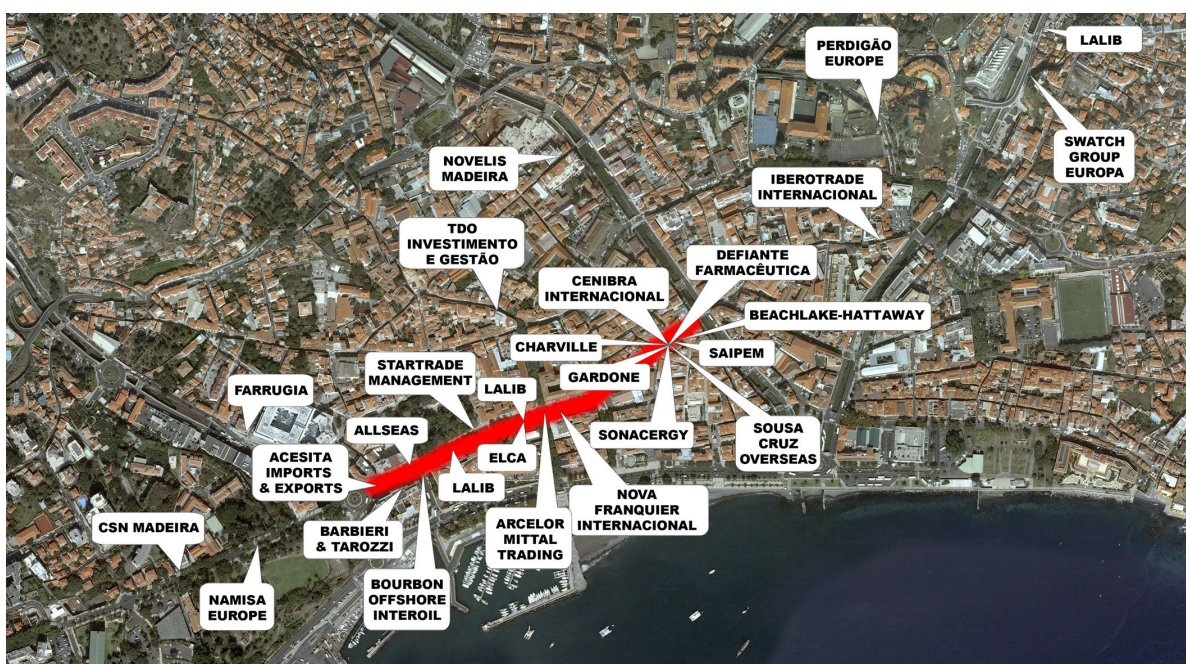 LALIB
PERDIGÃO
EUROPE
SWATCH
GROUP
EUROPA
NOVELIS
MADEIRA
IBEROTRADE
INTERNACIONAL
TDO
INVESTIMENTO
E GESTÃO
DEFIANTE
FARMACÊUTICA
CENIBRA
INTERNACIONAL
BEACHLAKE-HATTAWAY
CHARVILLE
SAIPEM
STARTRADE
MANAGEMENT
LALIB
GARDONE
FARRUGIA
ALLSEAS
SONACERGY
SOUSA
CRUZ
OVERSEAS
ACESITA
IMPORTS
& EXPORTS
ELCA
LALIB
CSN MADEIRA
BARBIERI
& TAROZZI
ARCELOR
MITTAL
TRADING
NOVA
FRANQUIER
INTERNACIONAL
NAMISA
EUROPE
BOURBON
OFFSHORE
INTEROIL